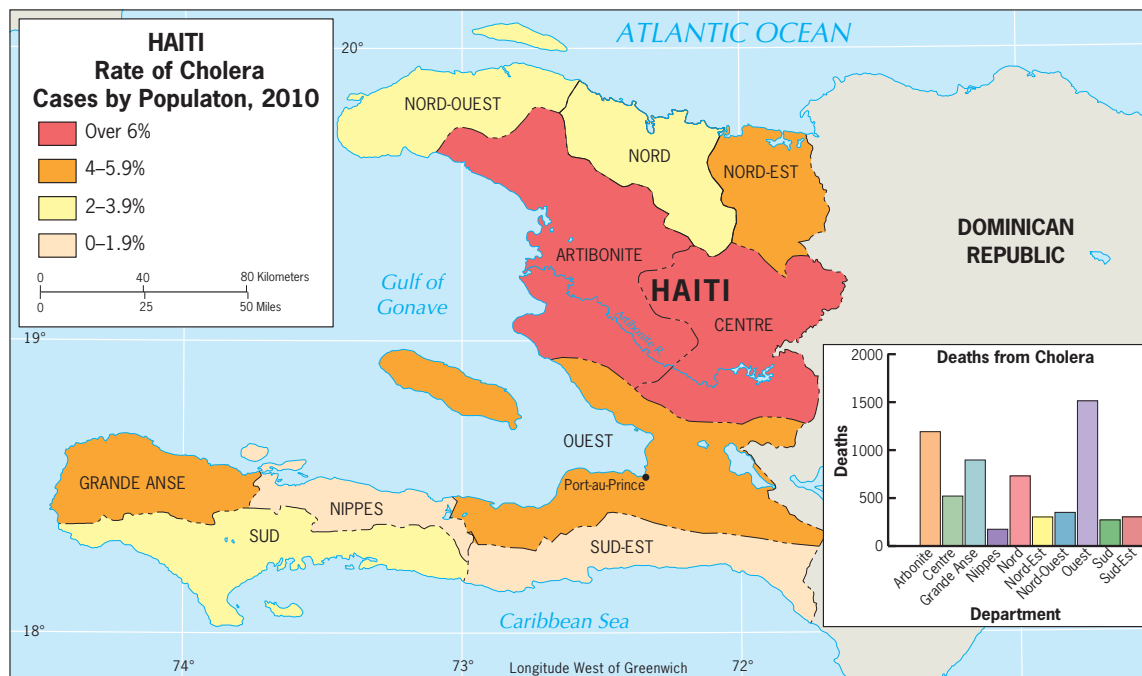 HAITI
Rate of Cholera
Cases by Populaton, 2010
Over 6%
4–5.9%
2–3.9%
0–1.9%
0 40 80 Kilometers
0 25 50 Miles
ATLANTIC OCEAN
20°
NORD-OUEST
NORD
NORD-EST
DOMINICAN
REPUBLIC
ARTIBONITE
HAITI
Gulf of
Gonave
CENTRE
Artibonite R.
19°
OUEST
Port-au-Prince
GRANDE ANSE
NIPPES
SUD
SUD-EST
Caribbean Sea
18°
74°
73°
Longitude West of Greenwich
72°
Deaths from Cholera
Deaths
2000
1500
1000
500
0
Arbonite
Centre
Grande Anse
Nippes
Nord
Nord-Est
Nord-Ouest
Ouest
Sud
Sud-Est
Department